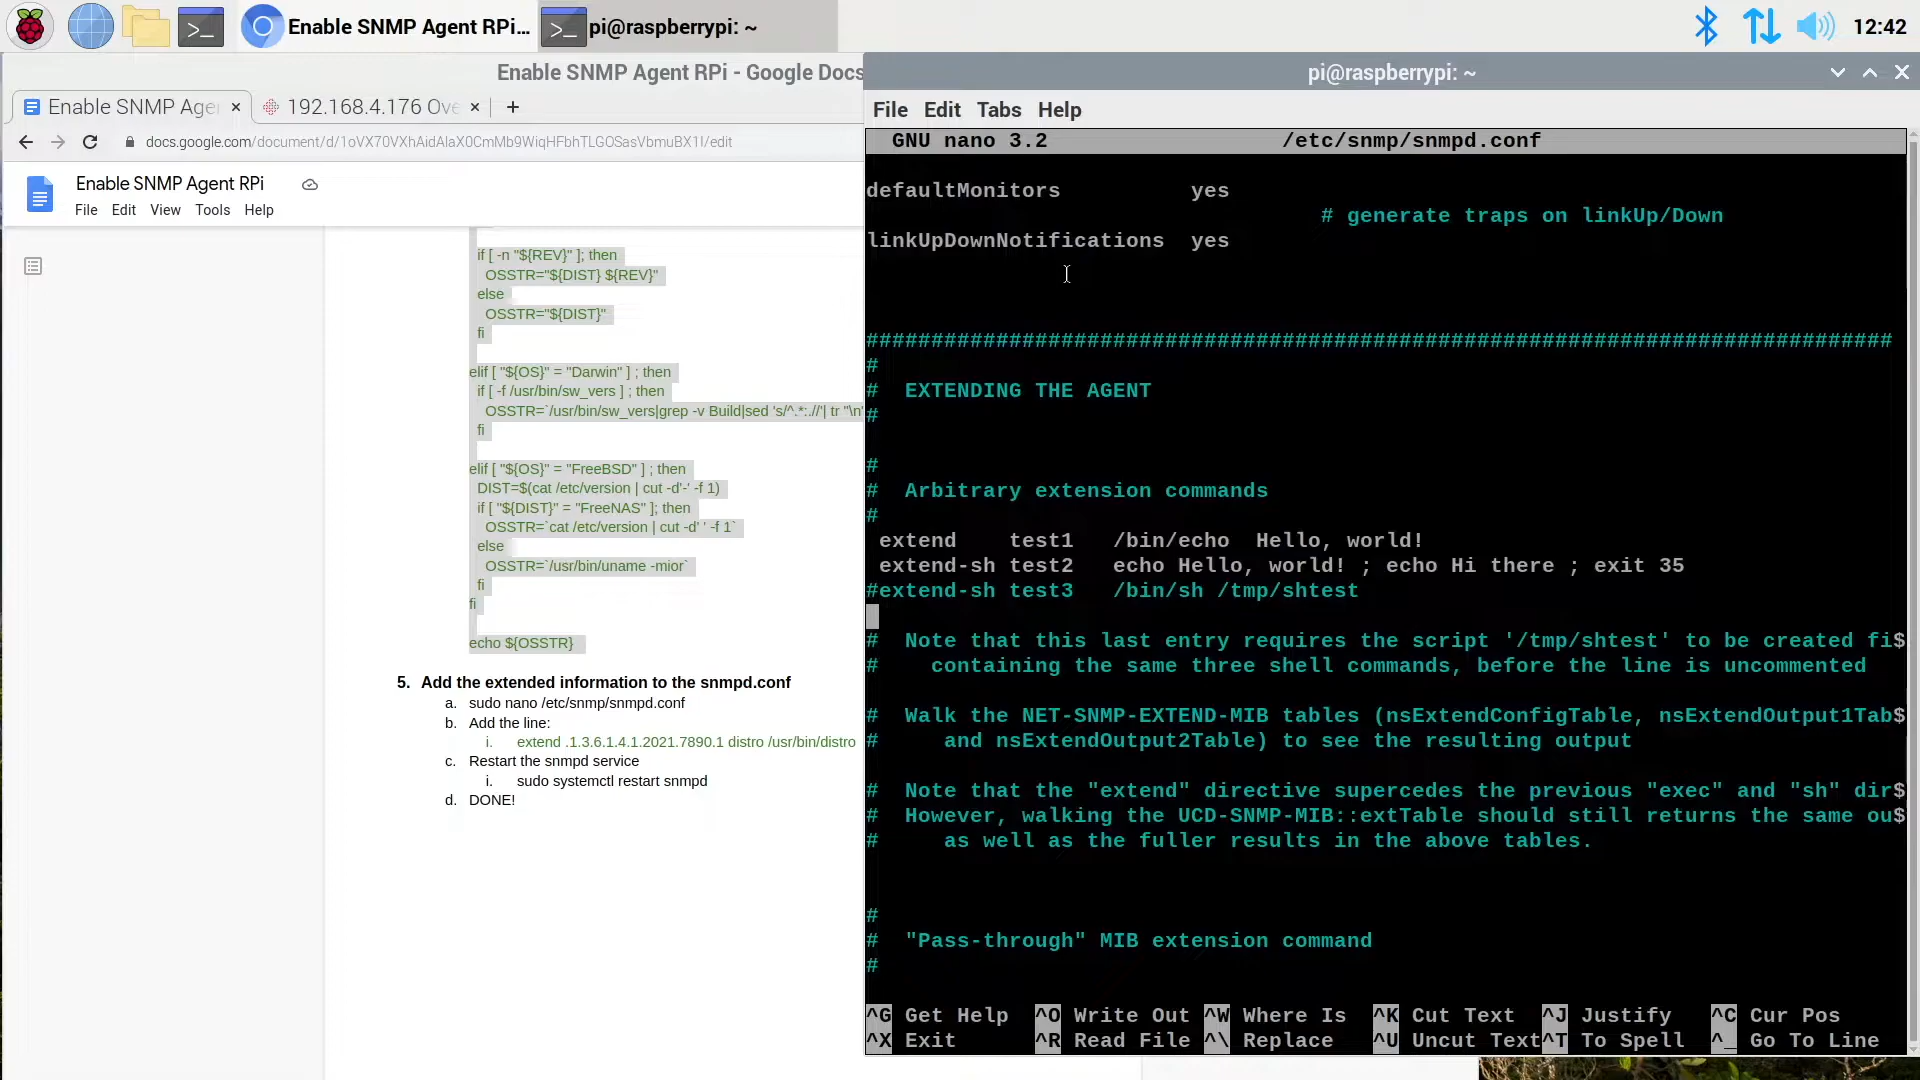 Enable SNMP Agent RPi...
pi@raspberrypi: ~
12:42
Enable SNMP Agent RPi - Google Docs
Enable SNMP Age
192.168.4.176 Ove
docs.google.com/document/d/1oVX70VXhAidAlaX0CmMb9WiqHFbhTLGOSasVbmuBX1I/edit
Enable SNMP Agent RPi
File Edit View Tools Help
if [ -n "${REV}" ]; then
OSSTR="${DIST} ${REV}"
else
OSSTR="${DIST}"
fi
elif [ "${OS}" = "Darwin" ] ; then
if [ -f /usr/bin/sw_vers ] ; then
OSSTR=`/usr/bin/sw_vers|grep -v Build|sed 's/^.*:.//'| tr "\n"
fi
elif [ "${OS}" = "FreeBSD" ] ; then
DIST=$(cat /etc/version | cut -d'-' -f 1)
if [ "${DIST}" = "FreeNAS" ]; then
OSSTR=`cat /etc/version | cut -d' ' -f 1`
else
OSSTR=`/usr/bin/uname -mior`
fi
fi
echo ${OSSTR}
5. Add the extended information to the snmpd.conf
a. sudo nano /etc/snmp/snmpd.conf
b. Add the line:
i. extend .1.3.6.1.4.1.2021.7890.1 distro /usr/bin/distro
c. Restart the snmpd service
i. sudo systemctl restart snmpd
d. DONE!
pi@raspberrypi: ~
File Edit Tabs Help
GNU nano 3.2 /etc/snmp/snmpd.conf
defaultMonitors yes
# generate traps on linkUp/Down
linkUpDownNotifications yes
###############################################################################
#
# EXTENDING THE AGENT
#
#
# Arbitrary extension commands
#
extend test1 /bin/echo Hello, world!
extend-sh test2 echo Hello, world! ; echo Hi there ; exit 35
#extend-sh test3 /bin/sh /tmp/shtest
# Note that this last entry requires the script '/tmp/shtest' to be created fi$
# containing the same three shell commands, before the line is uncommented
# Walk the NET-SNMP-EXTEND-MIB tables (nsExtendConfigTable, nsExtendOutput1Tab$
# and nsExtendOutput2Table) to see the resulting output
# Note that the "extend" directive supercedes the previous "exec" and "sh" dir$
# However, walking the UCD-SNMP-MIB::extTable should still returns the same ou$
# as well as the fuller results in the above tables.
#
# "Pass-through" MIB extension command
#
^G Get Help ^O Write Out ^W Where Is ^K Cut Text ^J Justify ^C Cur Pos
^X Exit ^R Read File ^\ Replace ^U Uncut Text ^T To Spell ^_ Go To Line